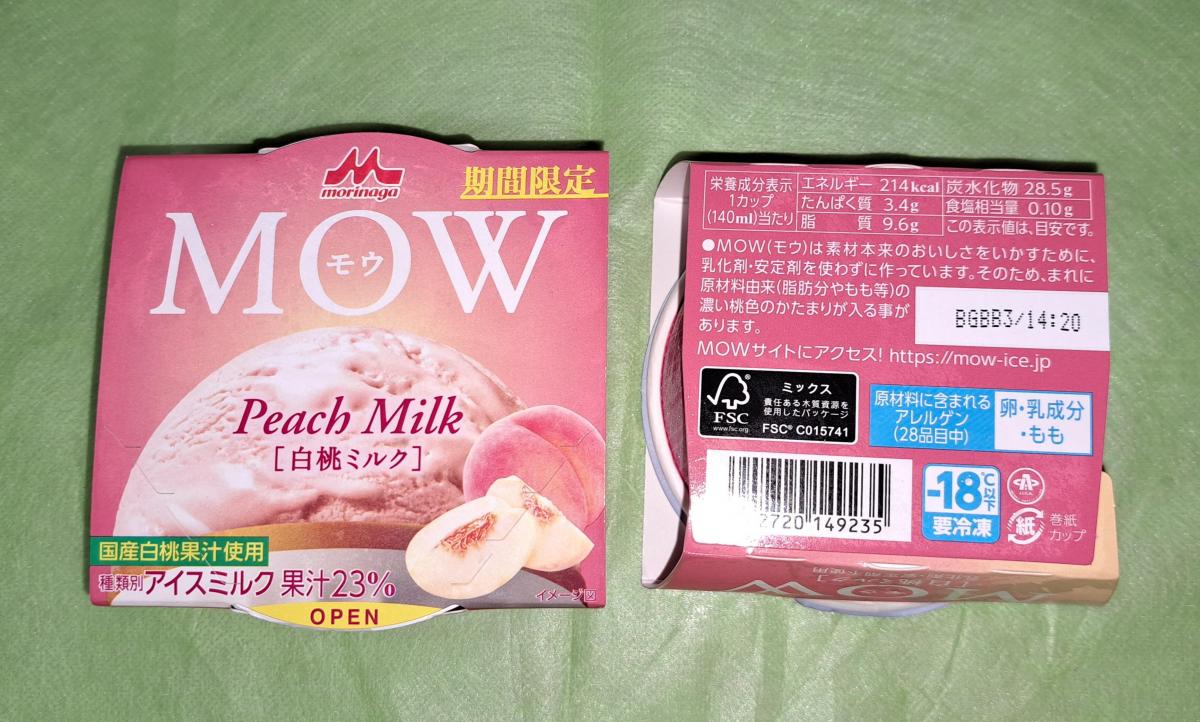 morinaga
期間限定
MOW
モウ
Peach Milk
[白桃ミルク]
国産白桃果汁使用
種類別アイスミルク 果汁23%
イメージ図
OPEN
栄養成分表示
1カップ
(140ml)当たり
エネルギー 214kcal
たんぱく質 3.4g
脂質 9.6g
炭水化物 28.5g
食塩相当量 0.10g
この表示値は、目安です。
●MOW(モウ)は素材本来のおいしさをいかすために、
乳化剤・安定剤を使わずに作っています。そのため、まれに
原材料由来(脂肪分やもも等)の
濃い桃色のかたまりが入る事が
あります。
BGBB3/14:20
MOWサイトにアクセス! https://mow-ice.jp
FSC
www.fsc.org
ミックス
責任ある木質資源を
使用したパッケージ
FSC® C015741
原材料に含まれる
アレルゲン
(28品目中)
卵・乳成分
・もも
2720 149235
-18℃以下
要冷凍
紙
巻紙
カップ
MOW
[白桃ミルク]